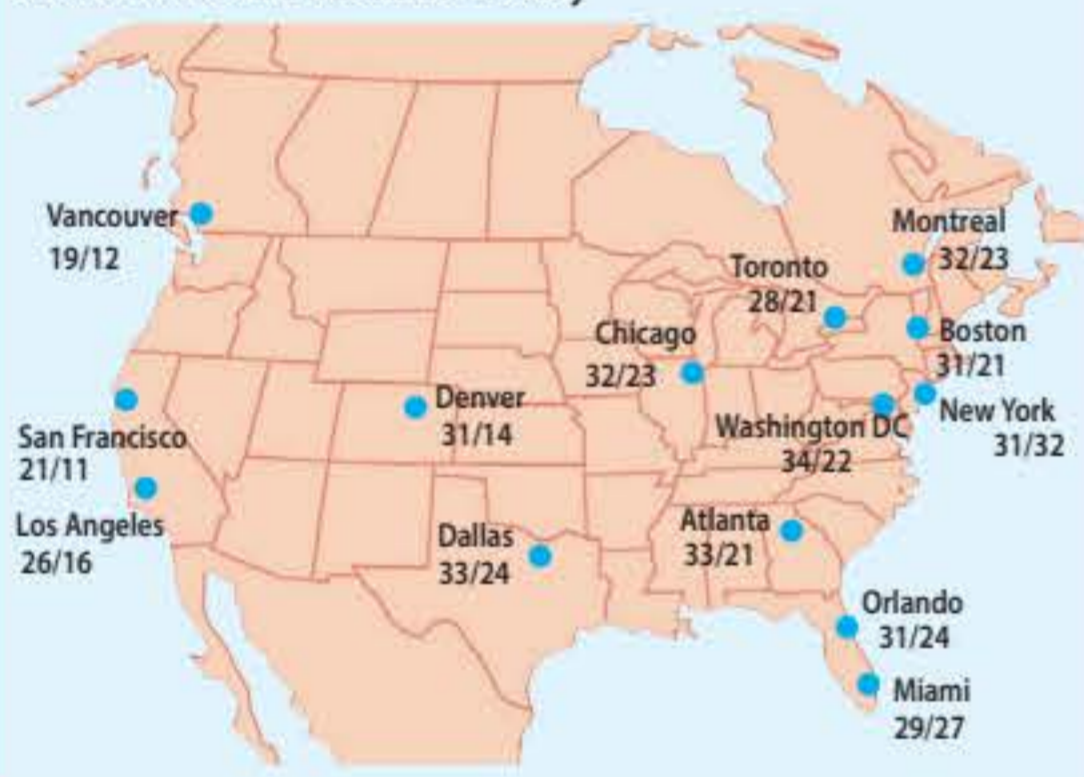 Vancouver
19/12
Montreal
32/23
Toronto
28/21
Chicago
32/23
Boston
31/21
Denver
31/14
New York
31/32
Washington DC
34/22
San Francisco
21/11
Los Angeles
26/16
Dallas
33/24
Atlanta
33/21
Orlando
31/24
Miami
29/27